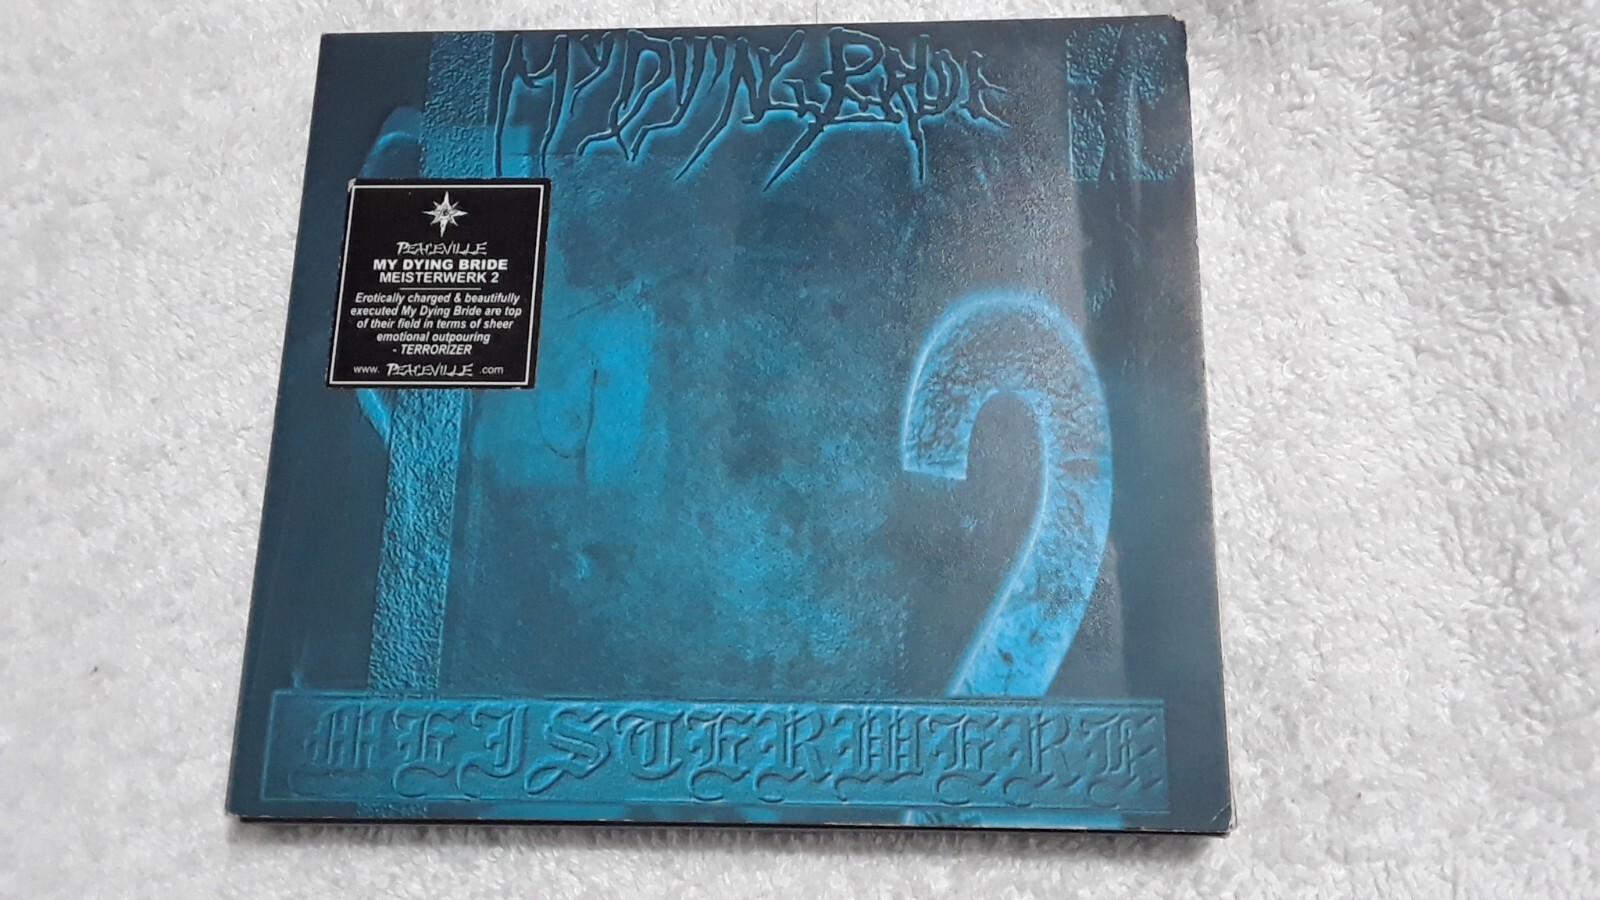 MY DYING BRIDE
PEACEVILLE
MY DYING BRIDE
MEISTERWERK 2
Erotically charged & beautifully
executed My Dying Bride are top
of their field in terms of sheer
emotional outpouring
- TERRORIZER
www. PEACEVILLE .com
2
MEISTERWERK